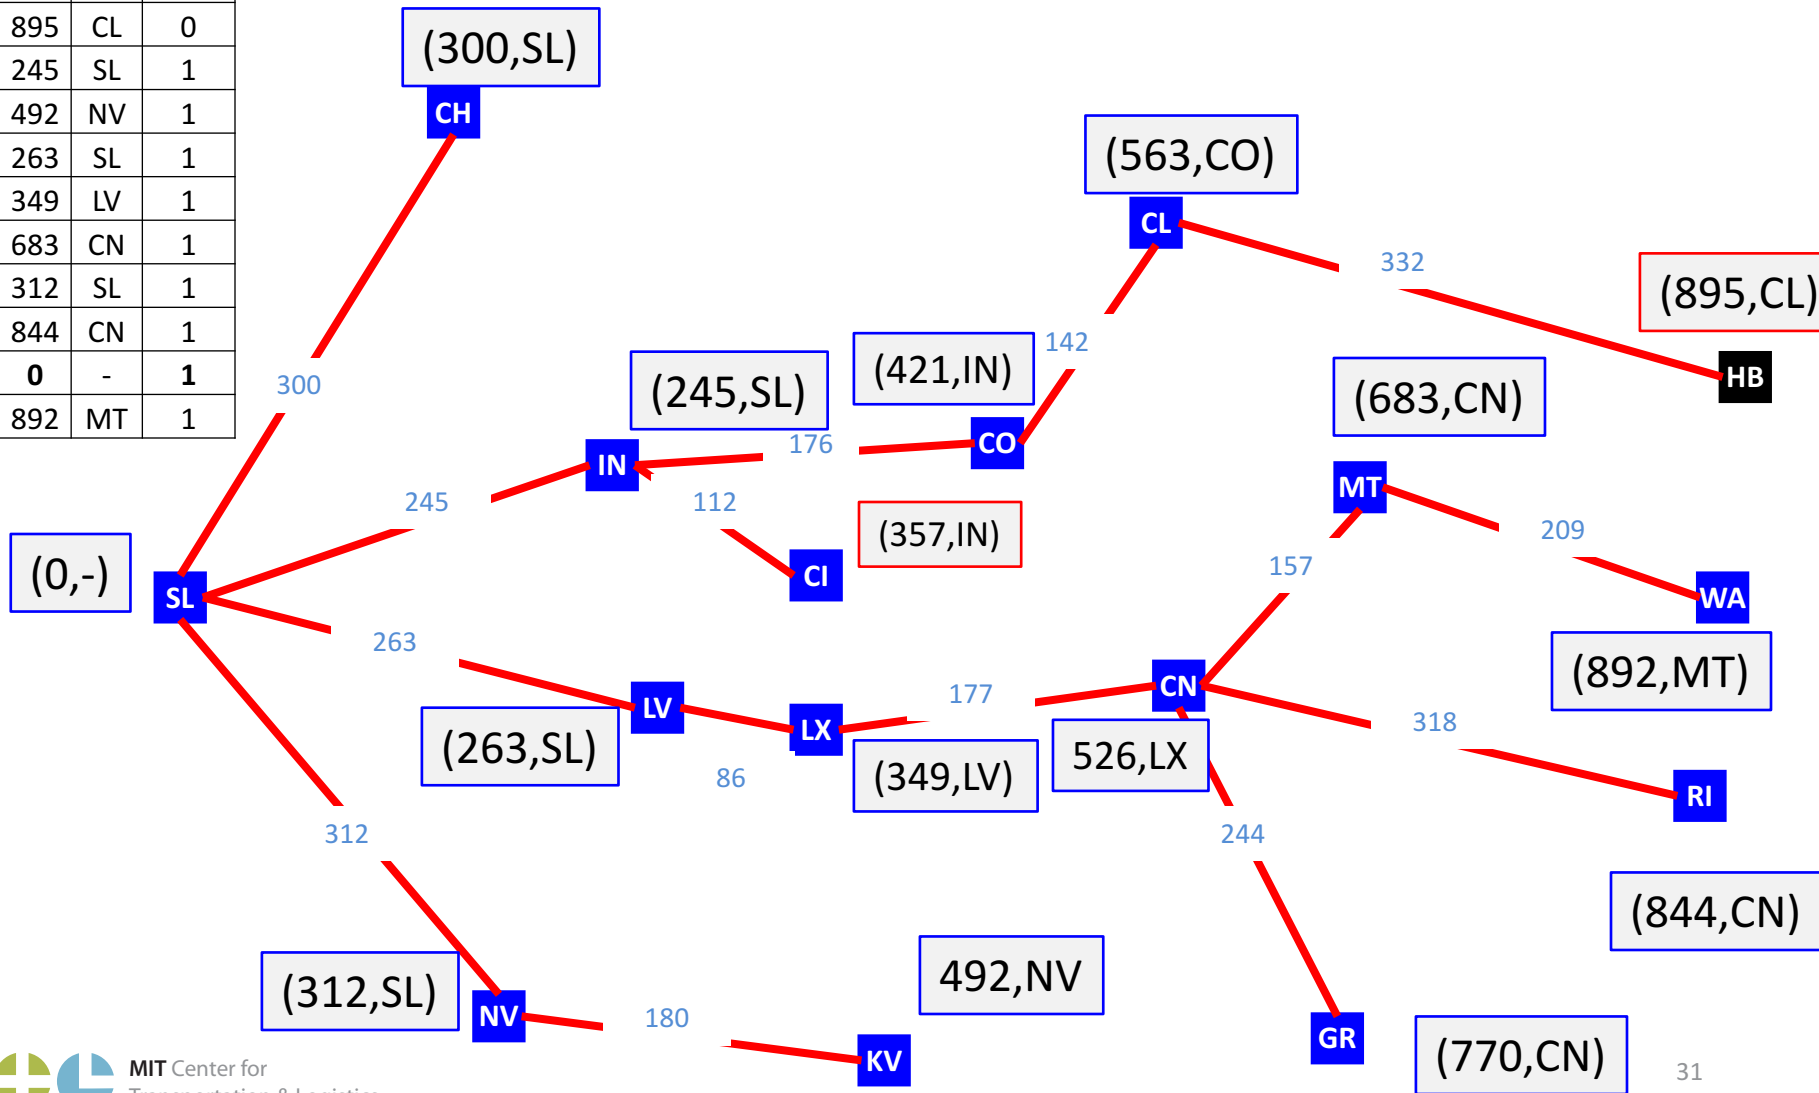 895 CL 0
245 SL 1
492 NV 1
263 SL 1
349 LV 1
683 CN 1
312 SL 1
844 CN 1
0 - 1
892 MT 1
(300,SL)
CH
(563,CO)
CL
332
(895,CL)
HB
142
(421,IN)
(245,SL)
300
(683,CN)
IN
176
CO
MT
245
112
(357,IN)
209
(0,-)
SL
CI
157
WA
263
(892,MT)
LV
LX
177
CN
318
(263,SL)
86
(349,LV)
526,LX
RI
312
244
(844,CN)
(312,SL)
NV
180
492,NV
KV
GR
(770,CN)
MIT Center for
Transportation & Logistics
31